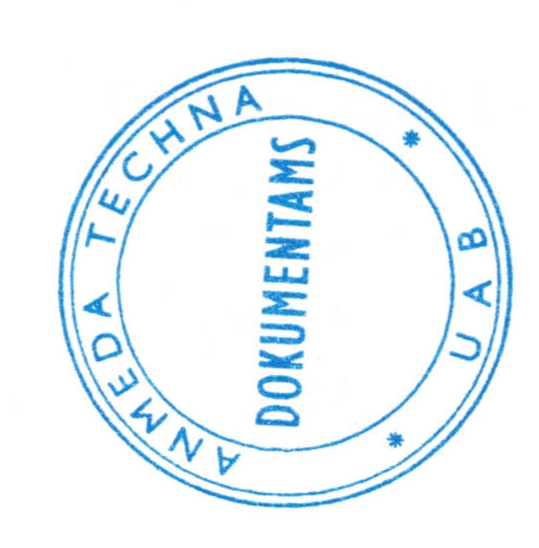 ANMEDA TECHNA
DOKUMENTAMS
* UAB *